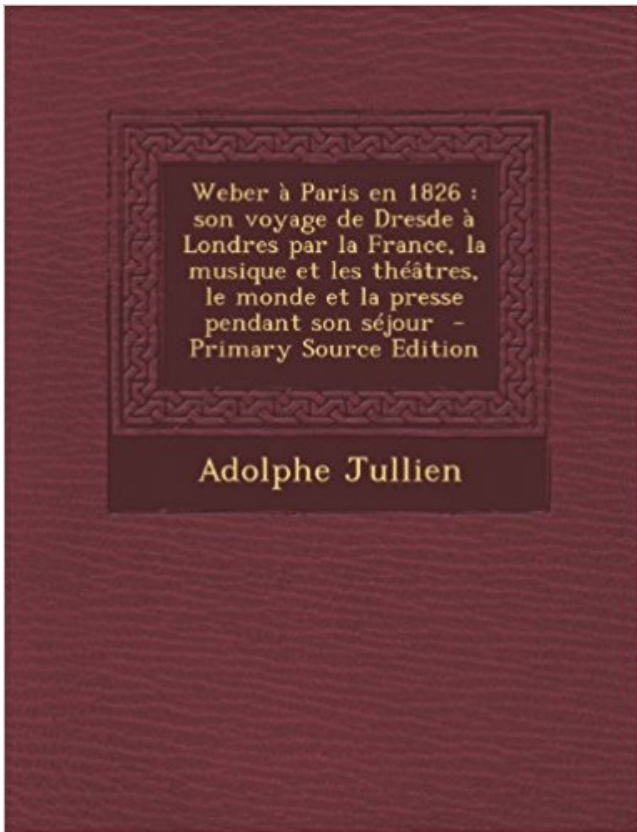 Weber à Paris en 1826 :
son voyage de Dresde à
Londres par la France, la
musique et les théâtres,
le monde et la presse
pendant son séjour -
Primary Source Edition
Adolphe Jullien